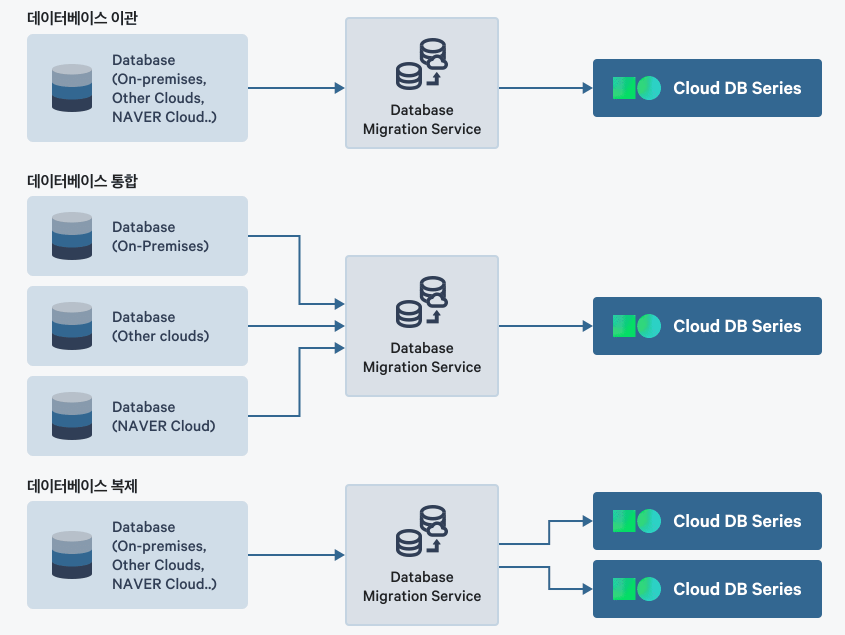 데이터베이스 이관
Database
(On-premises,
Other Clouds,
NAVER Cloud..)
Database
Migration Service
Cloud DB Series
데이터베이스 통합
Database
(On-Premises)
Database
(Other clouds)
Database
(NAVER Cloud)
Database
Migration Service
Cloud DB Series
데이터베이스 복제
Database
(On-premises,
Other Clouds,
NAVER Cloud..)
Database
Migration Service
Cloud DB Series
Cloud DB Series